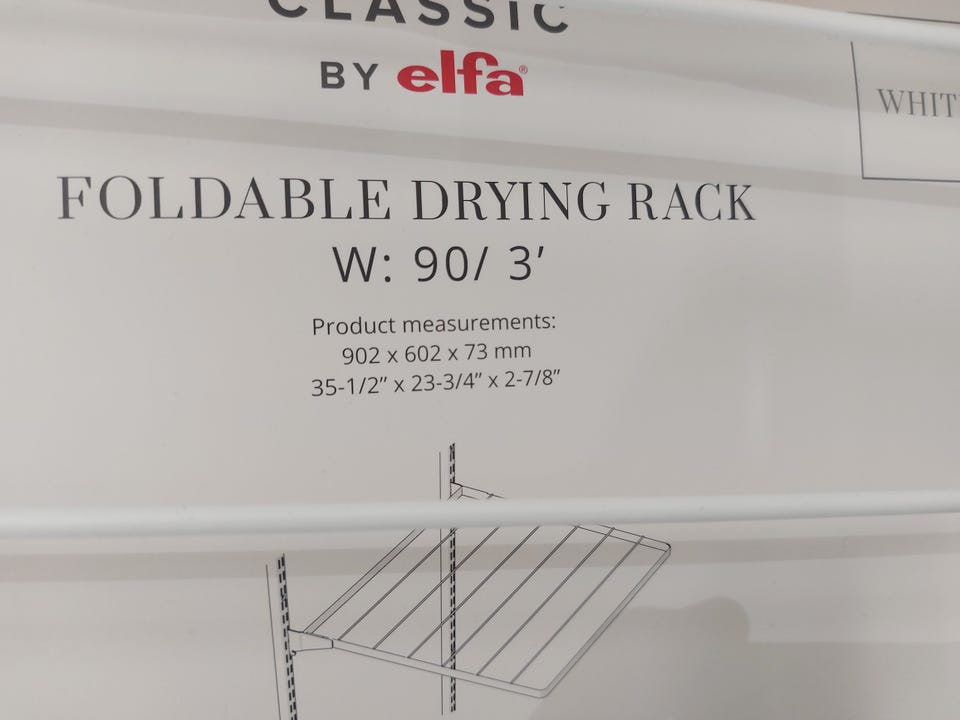 CLASSIC
BY elfa®
WHIT
FOLDABLE DRYING RACK
W: 90/ 3’
Product measurements:
902 x 602 x 73 mm
35-1/2” x 23-3/4” x 2-7/8”